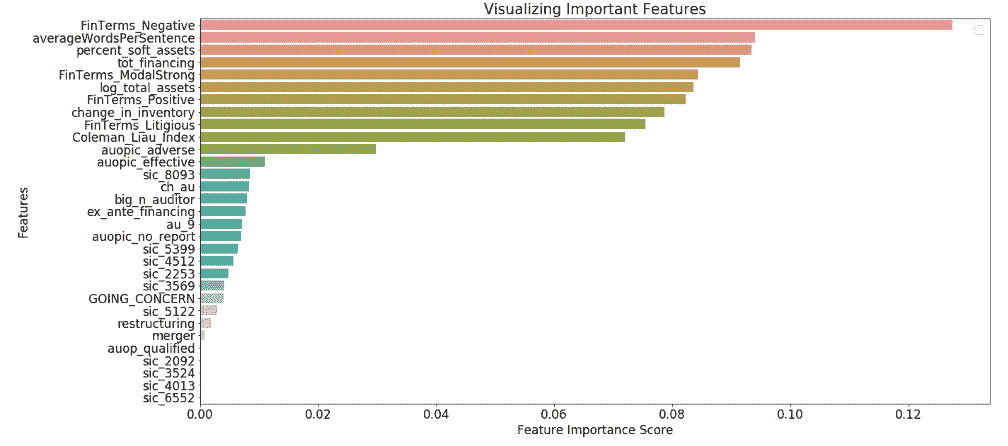 Visualizing Important Features
FinTerms_Negative
averageWordsPerSentence
percent_soft_assets
tot_financing
FinTerms_ModalStrong
log_total_assets
FinTerms_Positive
change_in_inventory
FinTerms_Litigious
Coleman_Liau_Index
auopic_adverse
auopic_effective
sic_8093
ch_au
big_n_auditor
ex_ante_financing
au_9
auopic_no_report
sic_5399
sic_4512
sic_2253
sic_3569
GOING_CONCERN
sic_5122
restructuring
merger
auop_qualified
sic_2092
sic_3524
sic_4013
sic_6552
Features
0.00 0.02 0.04 0.06 0.08 0.10 0.12
Feature Importance Score